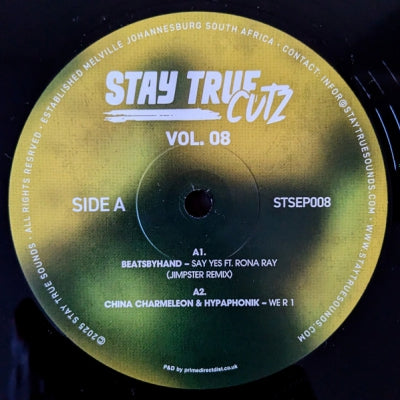 STAY TRUE
CUTZ
VOL. 08
SIDE A
STSEP008
A1.
BEATSBYHAND – SAY YES FT. RONA RAY
(JIMPSTER REMIX)
A2.
CHINA CHARMELEON & HYPAPHONIK – WE R 1
P&D by primedirectdist.co.uk
©2025 STAY TRUE SOUNDS - ALL RIGHTS RESRVED - ESTABLISHED MELVILLE JOHANNESBURG SOUTH AFRICA - CONTACT: INFOR@STAYTRUESOUNDS.COM - WWW.STAYTRUESOUNDS.COM